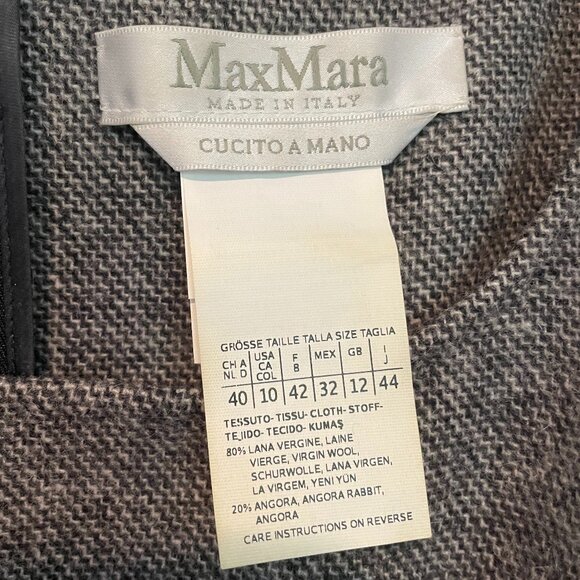 MaxMara
MADE IN ITALY
CUCITO A MANO
GRÖSSE TAILLE TALLA SIZE TAGLIA
CH A NL D USA CA COL F B MEX GB I J
40 10 42 32 12 44
TESSUTO-TISSU-CLOTH-STOFF-
TEJIDO-TECIDO-KUMAŞ
80% LANA VERGINE, LAINE
VIERGE, VIRGIN WOOL,
SCHURWOLLE, LANA VIRGEN,
LA VIRGEM, YENI YÜN
20% ANGORA, ANGORA RABBIT,
ANGORA
CARE INSTRUCTIONS ON REVERSE